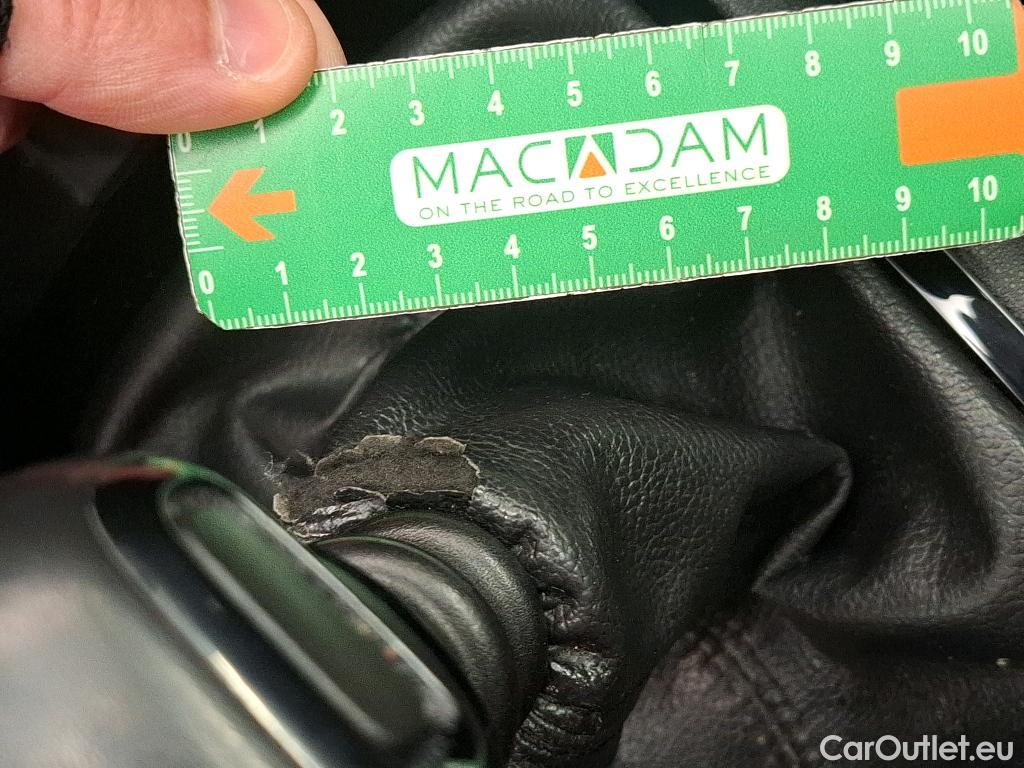 0 1 2 3 4 5 6 7 8 9 10
MACADAM
ON THE ROAD TO EXCELLENCE
0 1 2 3 4 5 6 7 8 9 10
CarOutlet.eu